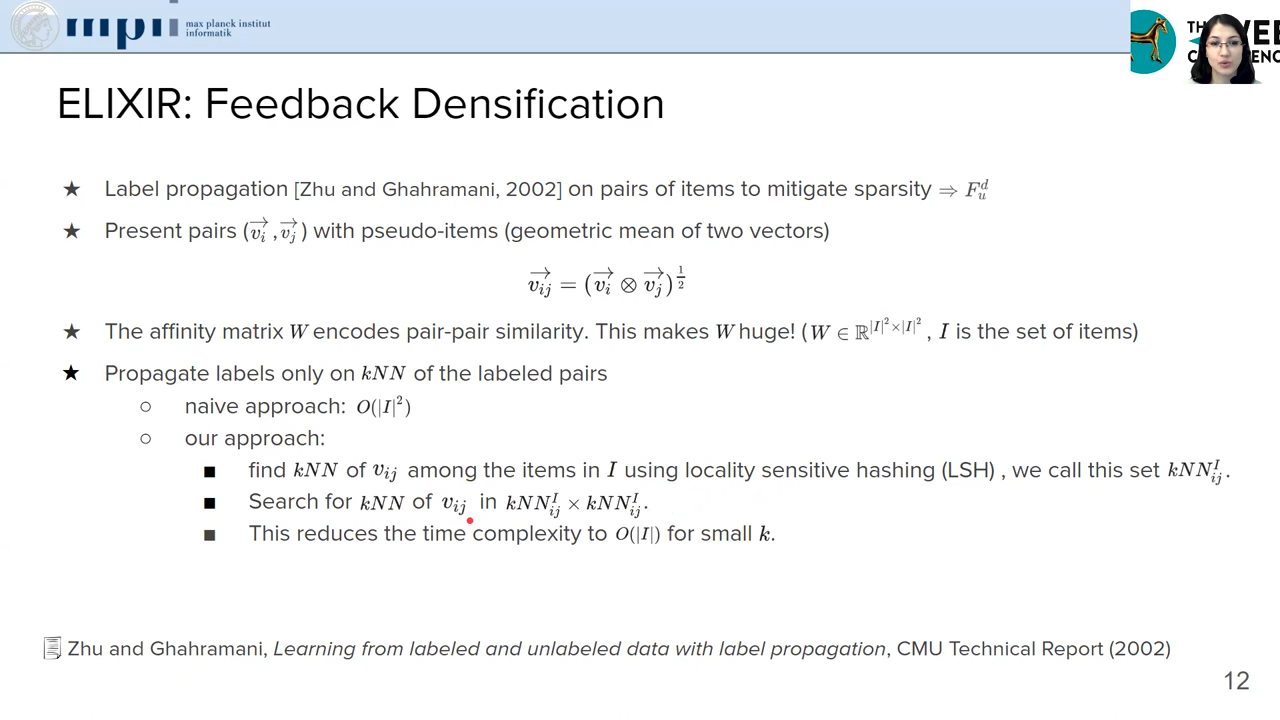 mpi max planck institut
informatik
ELIXIR: Feedback Densification
★ Label propagation [Zhu and Ghahramani, 2002] on pairs of items to mitigate sparsity ⇒ F_u^d
★ Present pairs (v_i→, v_j→) with pseudo-items (geometric mean of two vectors)
v_ij→ = (v_i→ ⊗ v_j→)^{1/2}
★ The affinity matrix W encodes pair-pair similarity. This makes W huge! (W ∈ ℝ^{|I|²×|I|²}, I is the set of items)
★ Propagate labels only on kNN of the labeled pairs
○ naive approach: O(|I|²)
○ our approach:
■ find kNN of v_ij among the items in I using locality sensitive hashing (LSH) , we call this set kNN_ij^I.
■ Search for kNN of v_ij in kNN_ij^I × kNN_ij^I.
■ This reduces the time complexity to O(|I|) for small k.
Zhu and Ghahramani, Learning from labeled and unlabeled data with label propagation, CMU Technical Report (2002)
12